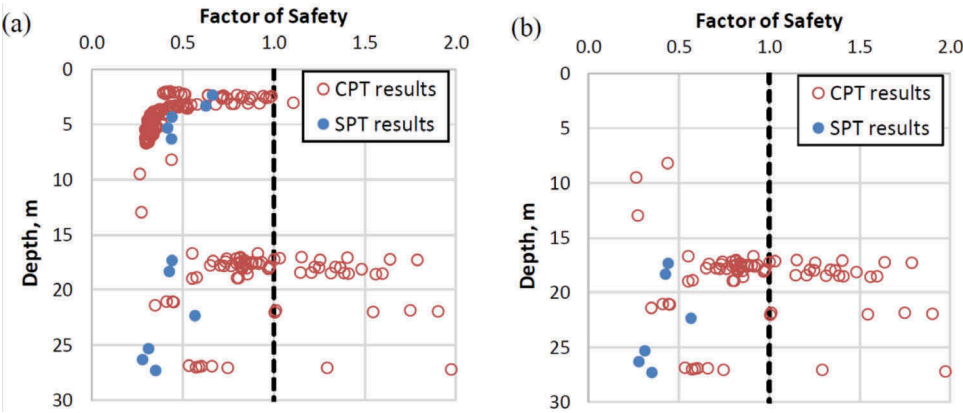 (a)
Factor of Safety
0.0 0.5 1.0 1.5 2.0
0
5
10
15
20
25
30
Depth, m
CPT results
SPT results
(b)
Factor of Safety
0.0 0.5 1.0 1.5 2.0
0
5
10
15
20
25
30
Depth, m
CPT results
SPT results